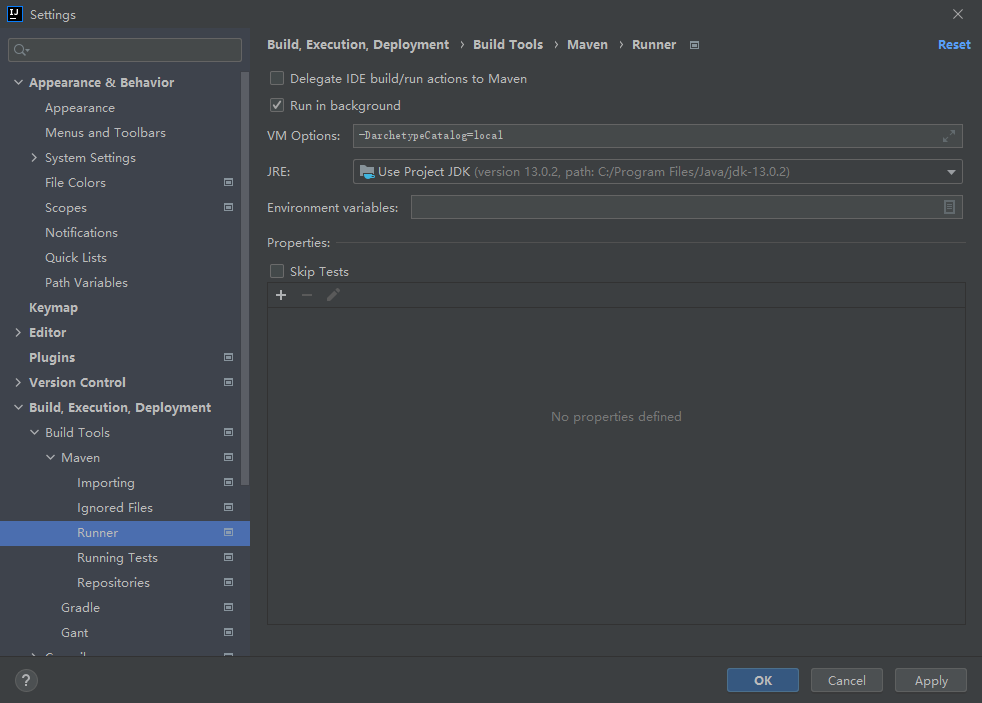 Settings
Appearance & Behavior
Appearance
Menus and Toolbars
System Settings
File Colors
Scopes
Notifications
Quick Lists
Path Variables
Keymap
Editor
Plugins
Version Control
Build, Execution, Deployment
Build Tools
Maven
Importing
Ignored Files
Runner
Running Tests
Repositories
Gradle
Gant
Build, Execution, Deployment › Build Tools › Maven › Runner
Reset
Delegate IDE build/run actions to Maven
Run in background
VM Options: -DarchetypeCatalog=local
JRE: Use Project JDK (version 13.0.2, path: C:/Program Files/Java/jdk-13.0.2)
Environment variables:
Properties:
Skip Tests
No properties defined
? OK Cancel Apply